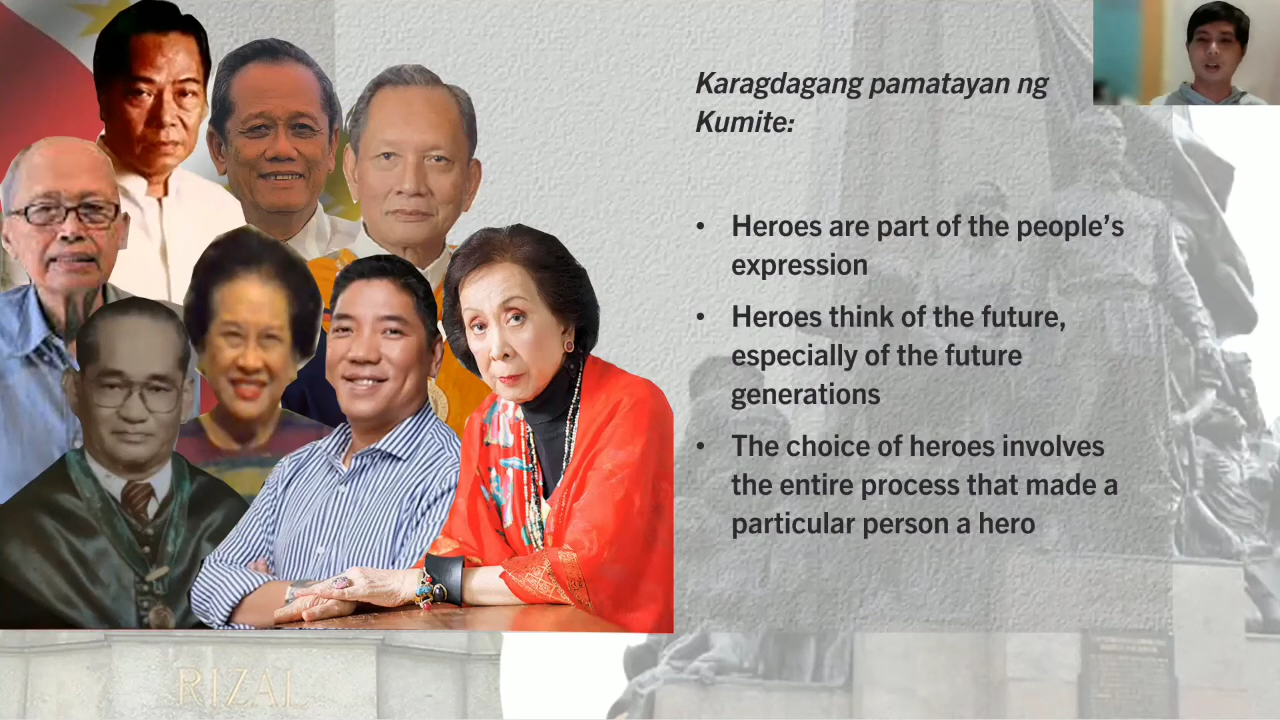 Karagdagang pamatayan ng
Kumite:
• Heroes are part of the people's
expression
• Heroes think of the future,
especially of the future
generations
• The choice of heroes involves
the entire process that made a
particular person a hero
RIZAL